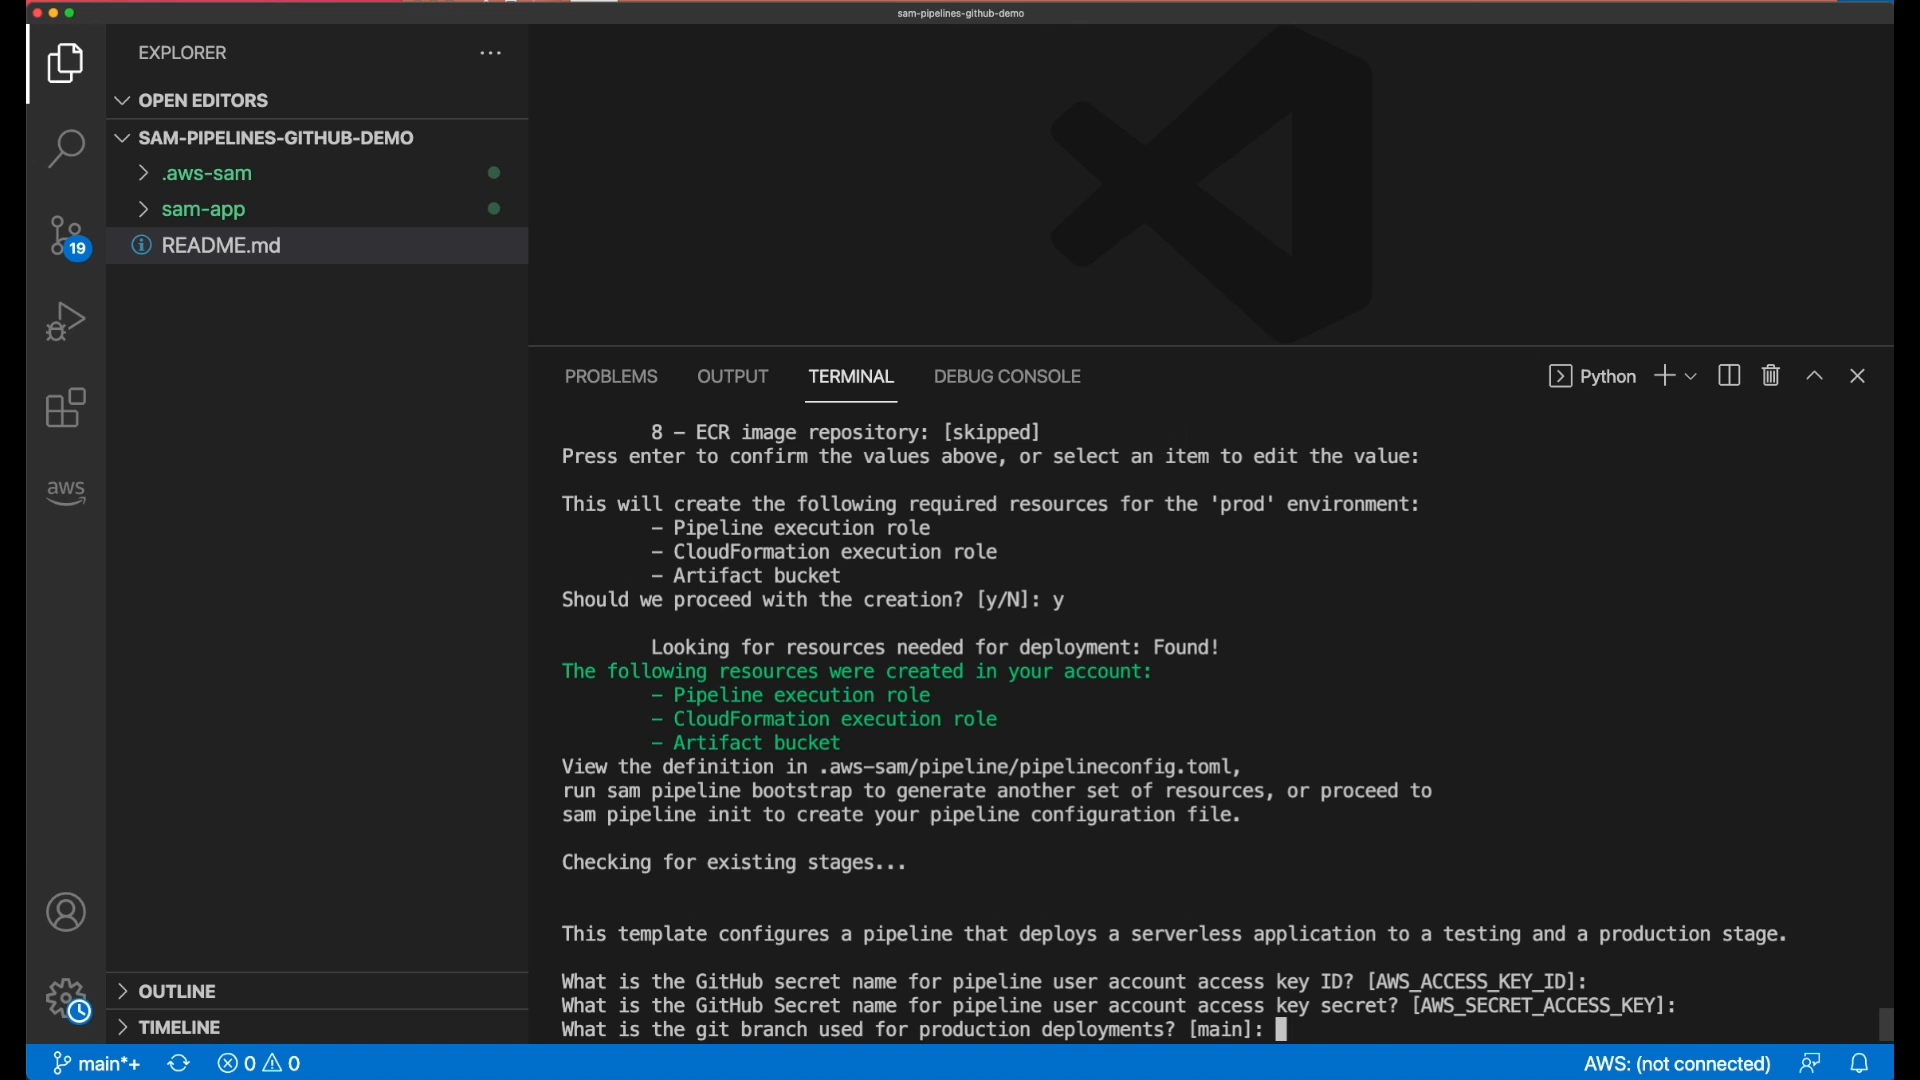 sam-pipelines-github-demo
EXPLORER
OPEN EDITORS
SAM-PIPELINES-GITHUB-DEMO
.aws-sam
sam-app
README.md
19
aws
OUTLINE
TIMELINE
PROBLEMS OUTPUT TERMINAL DEBUG CONSOLE
Python
8 – ECR image repository: [skipped]
Press enter to confirm the values above, or select an item to edit the value:
This will create the following required resources for the 'prod' environment:
– Pipeline execution role
– CloudFormation execution role
– Artifact bucket
Should we proceed with the creation? [y/N]: y
Looking for resources needed for deployment: Found!
The following resources were created in your account:
– Pipeline execution role
– CloudFormation execution role
– Artifact bucket
View the definition in .aws-sam/pipeline/pipelineconfig.toml,
run sam pipeline bootstrap to generate another set of resources, or proceed to
sam pipeline init to create your pipeline configuration file.
Checking for existing stages...
This template configures a pipeline that deploys a serverless application to a testing and a production stage.
What is the GitHub secret name for pipeline user account access key ID? [AWS_ACCESS_KEY_ID]:
What is the GitHub Secret name for pipeline user account access key secret? [AWS_SECRET_ACCESS_KEY]:
What is the git branch used for production deployments? [main]:
main*+ 0 0
AWS: (not connected)